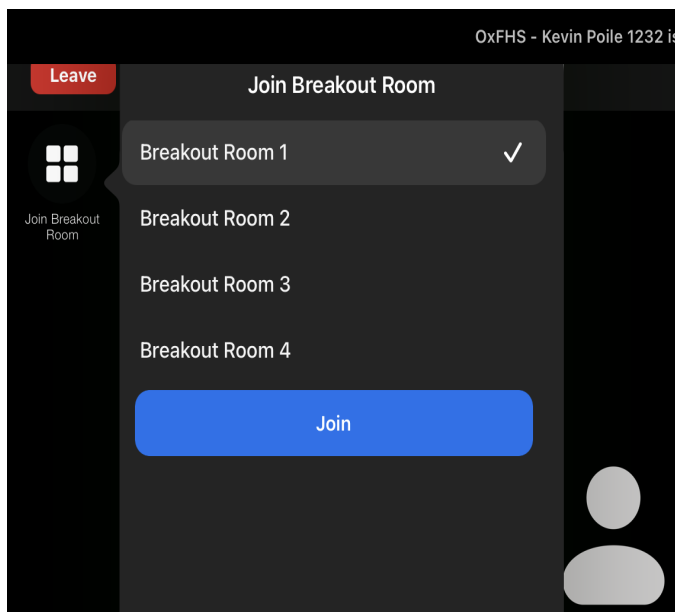 OxFHS - Kevin Poile 1232 is
Leave
Join Breakout Room
Breakout Room 1
Join Breakout
Room
Breakout Room 2
Breakout Room 3
Breakout Room 4
Join